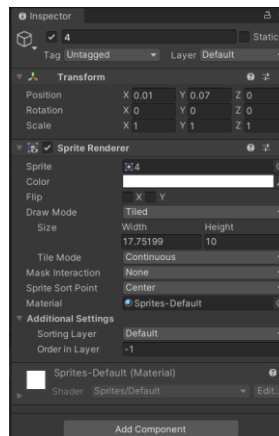 Inspector
4 Static
Tag Untagged Layer Default
Transform
Position X 0.01 Y 0.07 Z 0
Rotation X 0 Y 0 Z 0
Scale X 1 Y 1 Z 1
Sprite Renderer
Sprite 4
Color
Flip X Y
Draw Mode Tiled
Size Width Height
17.75199 10
Tile Mode Continuous
Mask Interaction None
Sprite Sort Point Center
Material Sprites-Default
Additional Settings
Sorting Layer Default
Order in Layer -1
Sprites-Default (Material)
Shader Sprites/Default Edit...
Add Component